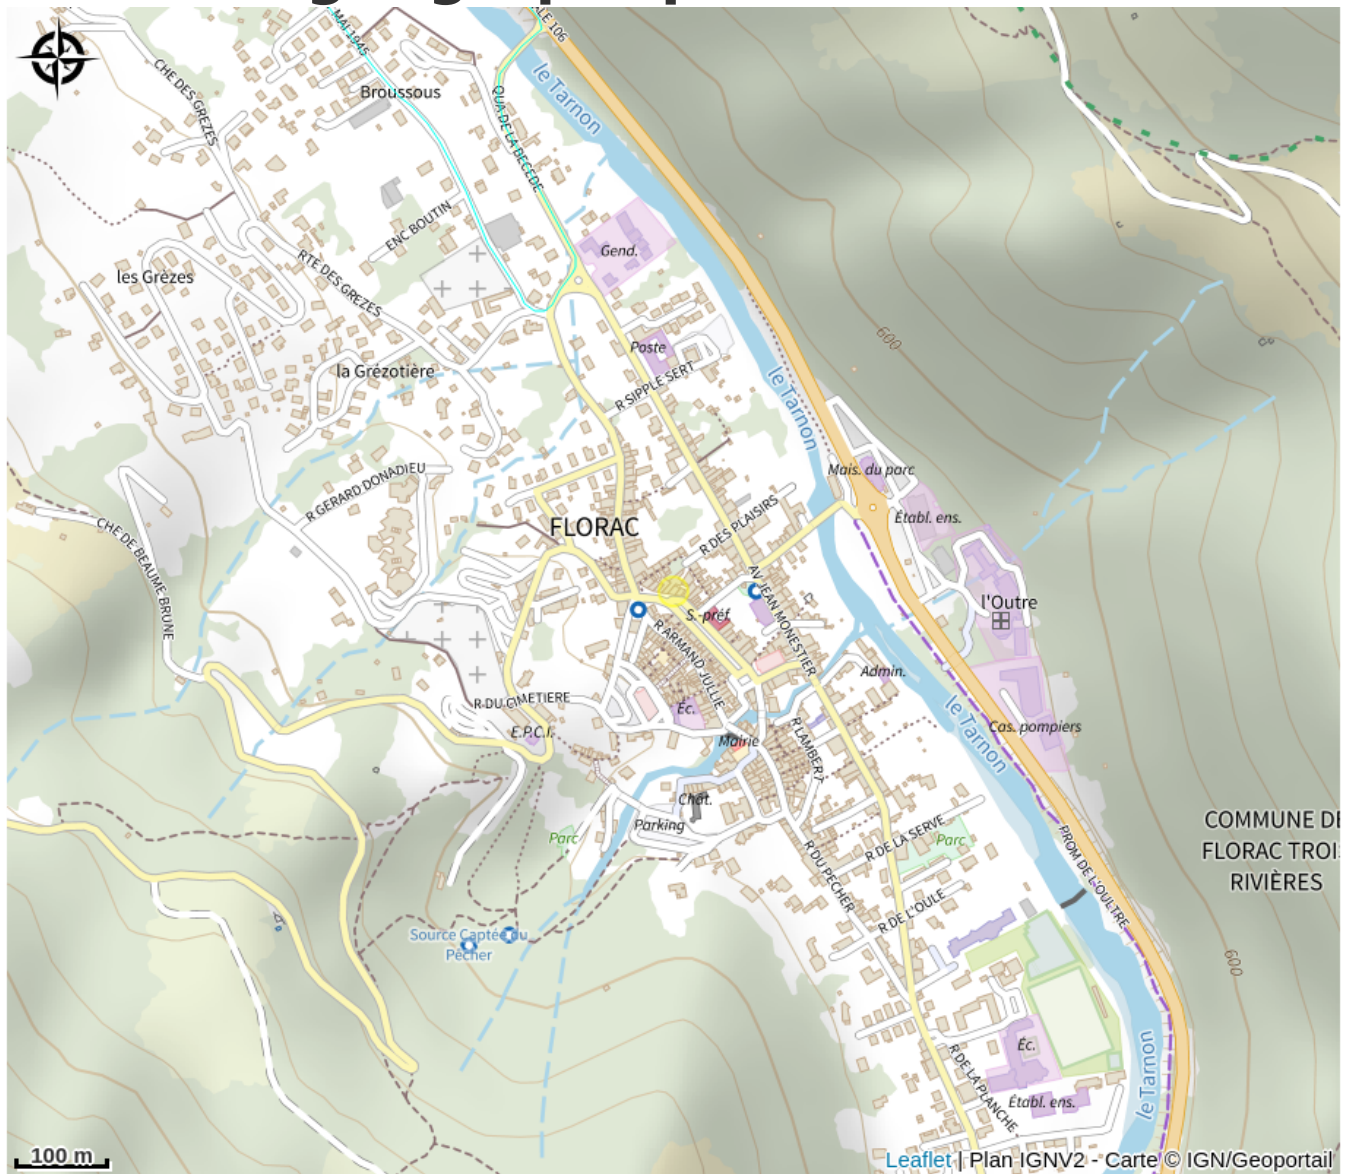 MAI 1945
ALE 106
CHE DES GREZES
Broussous
le Tarnon
QUA DE LA BECEDE
ENC BOUTIN
Gend.
RTE DES GREZES
les Grèzes
600
Poste
la Grézotière
R SIPPLE SERT
le Tarnon
Mais. du parc
R GERARD DONADIEU
Établ. ens.
FLORAC
R DES PLAISIRS
CHE DE BEAUME BRUNE
AV JEAN MONESTIER
l'Outre
S.-préf
R ARMAND JULLIE
Admin.
R DU CIMETIERE
Éc.
le Tarnon
Cas. pompiers
E.P.C.I.
Mairie
R LAMBERT
Chât.
Parking
Parc
R DE LA SERVE
Parc
COMMUNE DE
FLORAC TROI
RIVIÈRES
PROM DE L'OULTRE
R DU PECHER
R DE L'OULE
Source Captée du
Pêcher
600
Éc.
R DE LA PLANCHE
Établ. ens.
le Tarnon
100 m
Leaflet | Plan IGNV2 - Carte © IGN/Geoportail